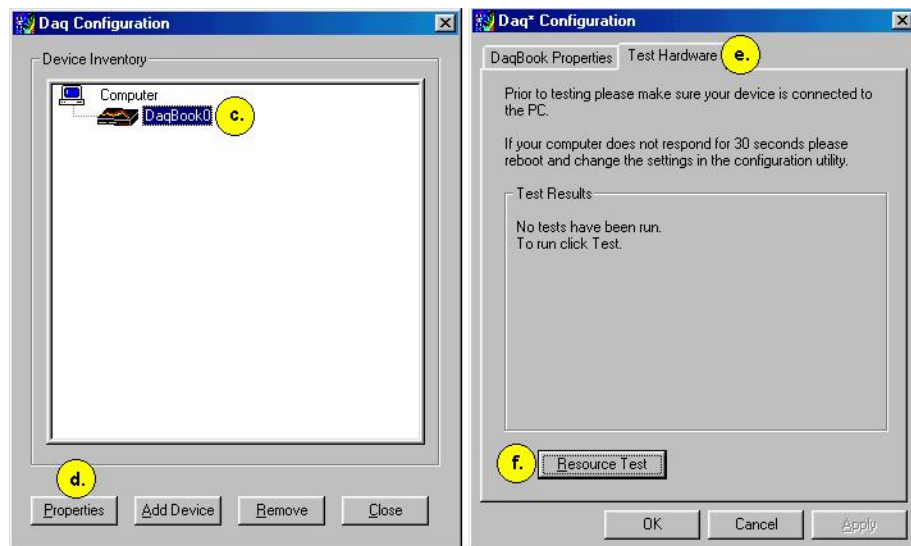 Daq Configuration
Device Inventory
Computer
DaqBook0
c.
d.
Properties
Add Device
Remove
Close
Daq* Configuration
DaqBook Properties
Test Hardware
e.
Prior to testing please make sure your device is connected to
the PC.
If your computer does not respond for 30 seconds please
reboot and change the settings in the configuration utility.
Test Results
No tests have been run.
To run click Test.
f.
Resource Test
OK
Cancel
Apply